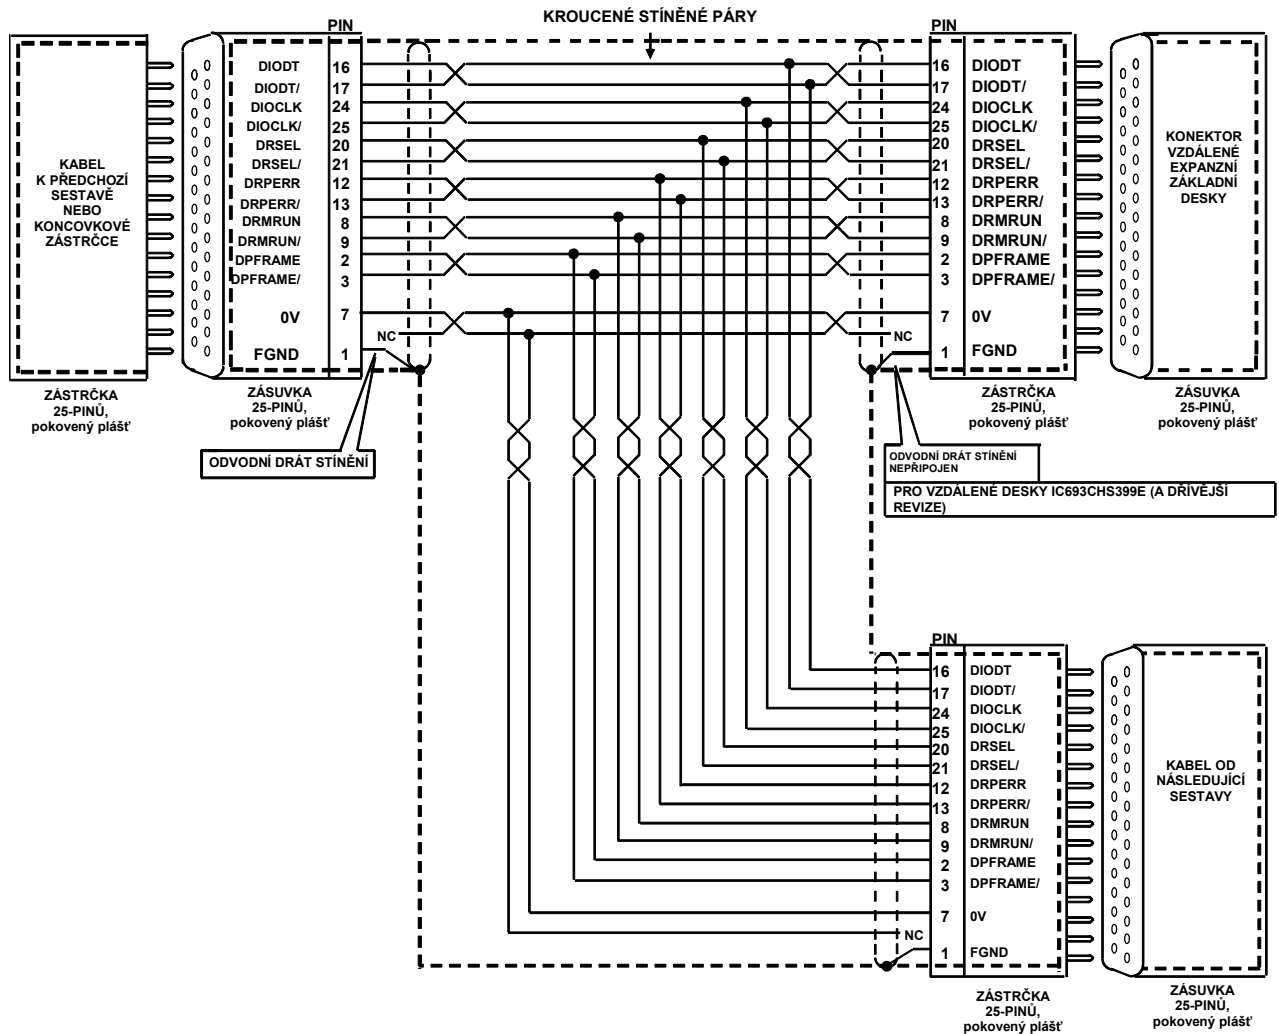 KROUCENÉ STÍNĚNÉ PÁRY
PIN
DIODT 16
DIODT/ 17
DIOCLK 24
DIOCLK/ 25
DRSEL 20
DRSEL/ 21
DRPERR 12
DRPERR/ 13
DRMRUN 8
DRMRUN/ 9
DPFRAME 2
DPFRAME/ 3
0V 7
NC
FGND 1
KABEL
K PŘEDCHOZÍ
SESTAVĚ
NEBO
KONCOVKOVÉ
ZÁSTRČCE
ZÁSTRČKA
25-PINŮ,
pokovený plášť
ZÁSUVKA
25-PINŮ,
pokovený plášť
ODVODNÍ DRÁT STÍNĚNÍ
PIN
16 DIODT
17 DIODT/
24 DIOCLK
25 DIOCLK/
20 DRSEL
21 DRSEL/
12 DRPERR
13 DRPERR/
8 DRMRUN
9 DRMRUN/
2 DPFRAME
3 DPFRAME/
7 0V
NC
1 FGND
KONEKTOR
VZDÁLENÉ
EXPANZNÍ
ZÁKLADNÍ
DESKY
ZÁSTRČKA
25-PINŮ,
pokovený plášť
ZÁSUVKA
25-PINŮ,
pokovený plášť
ODVODNÍ DRÁT STÍNĚNÍ
NEPŘIPOJEN
PRO VZDÁLENÉ DESKY IC693CHS399E (A DŘÍVĚJŠÍ
REVIZE)
PIN
16 DIODT
17 DIODT/
24 DIOCLK
25 DIOCLK/
20 DRSEL
21 DRSEL/
12 DRPERR
13 DRPERR/
8 DRMRUN
9 DRMRUN/
2 DPFRAME
3 DPFRAME/
7 0V
NC
1 FGND
KABEL OD
NÁSLEDUJÍCÍ
SESTAVY
ZÁSTRČKA
25-PINŮ,
pokovený plášť
ZÁSUVKA
25-PINŮ,
pokovený plášť